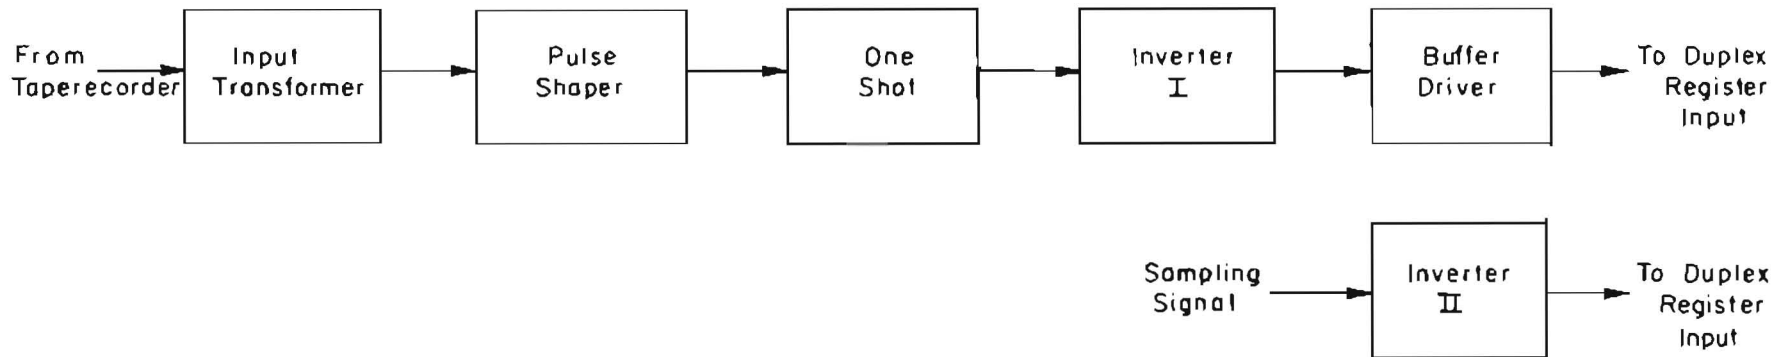 From
Taperecorder
Input
Transformer
Pulse
Shaper
One
Shot
Inverter
I
Buffer
Driver
To Duplex
Register
Input
Sampling
Signal
Inverter
II
To Duplex
Register
Input